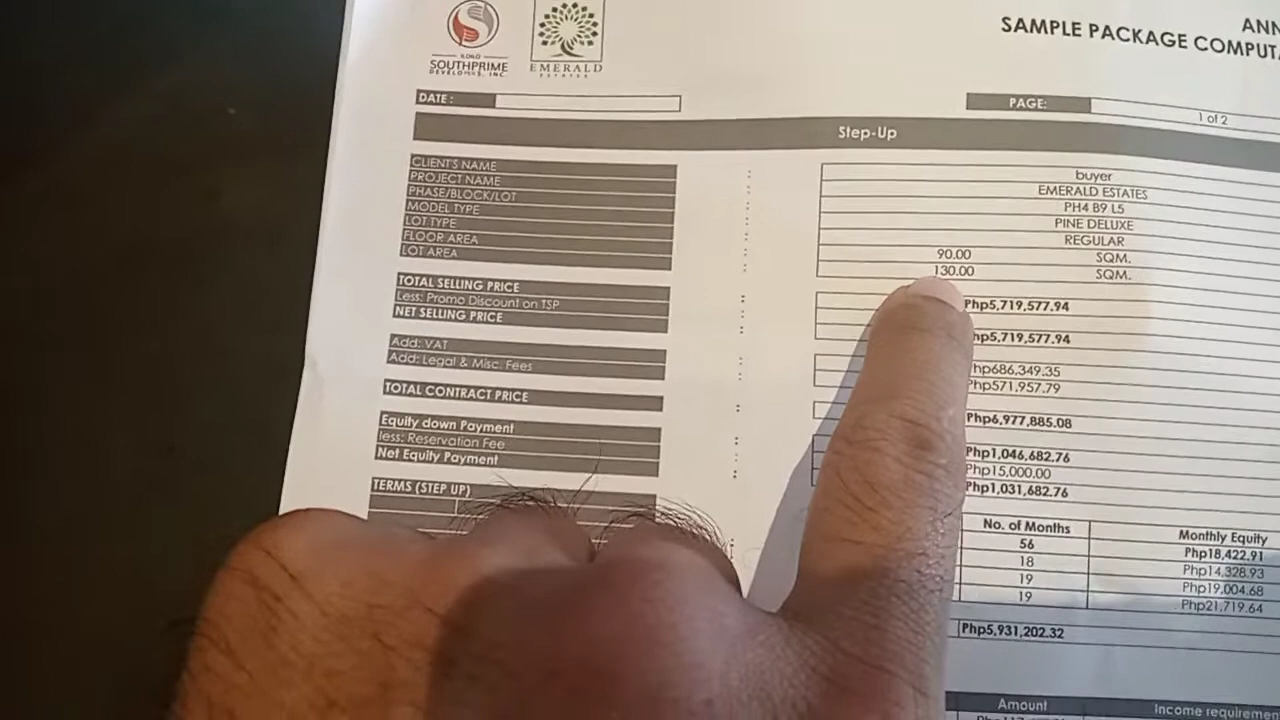 SOUTHPRIME
DEVELOPERS, INC.
EMERALD
ESTATES
SAMPLE PACKAGE
DATE :
PAGE:
1 of 2
Step-Up
CLIENT'S NAME buyer
PROJECT NAME EMERALD ESTATES
PHASE/BLOCK/LOT PH4 B9 L5
MODEL TYPE PINE DELUXE
LOT TYPE REGULAR
FLOOR AREA 90.00 SQM.
LOT AREA 130.00 SQM.
TOTAL SELLING PRICE Php5,719,577.94
Less: Promo Discount on TSP
NET SELLING PRICE hp5,719,577.94
Add: VAT hp686,349.35
Add: Legal & Misc. Fees Php571,957.79
TOTAL CONTRACT PRICE Php6,977,885.08
Equity down Payment Php1,046,682.76
less: Reservation Fee Php15,000.00
Net Equity Payment Php1,031,682.76
TERMS (STEP UP)
No. of Months Monthly Equity
56 Php18,422.91
18 Php14,328.93
19 Php19,004.68
19 Php21,719.64
Php5,931,202.32
Amount Income requiremen